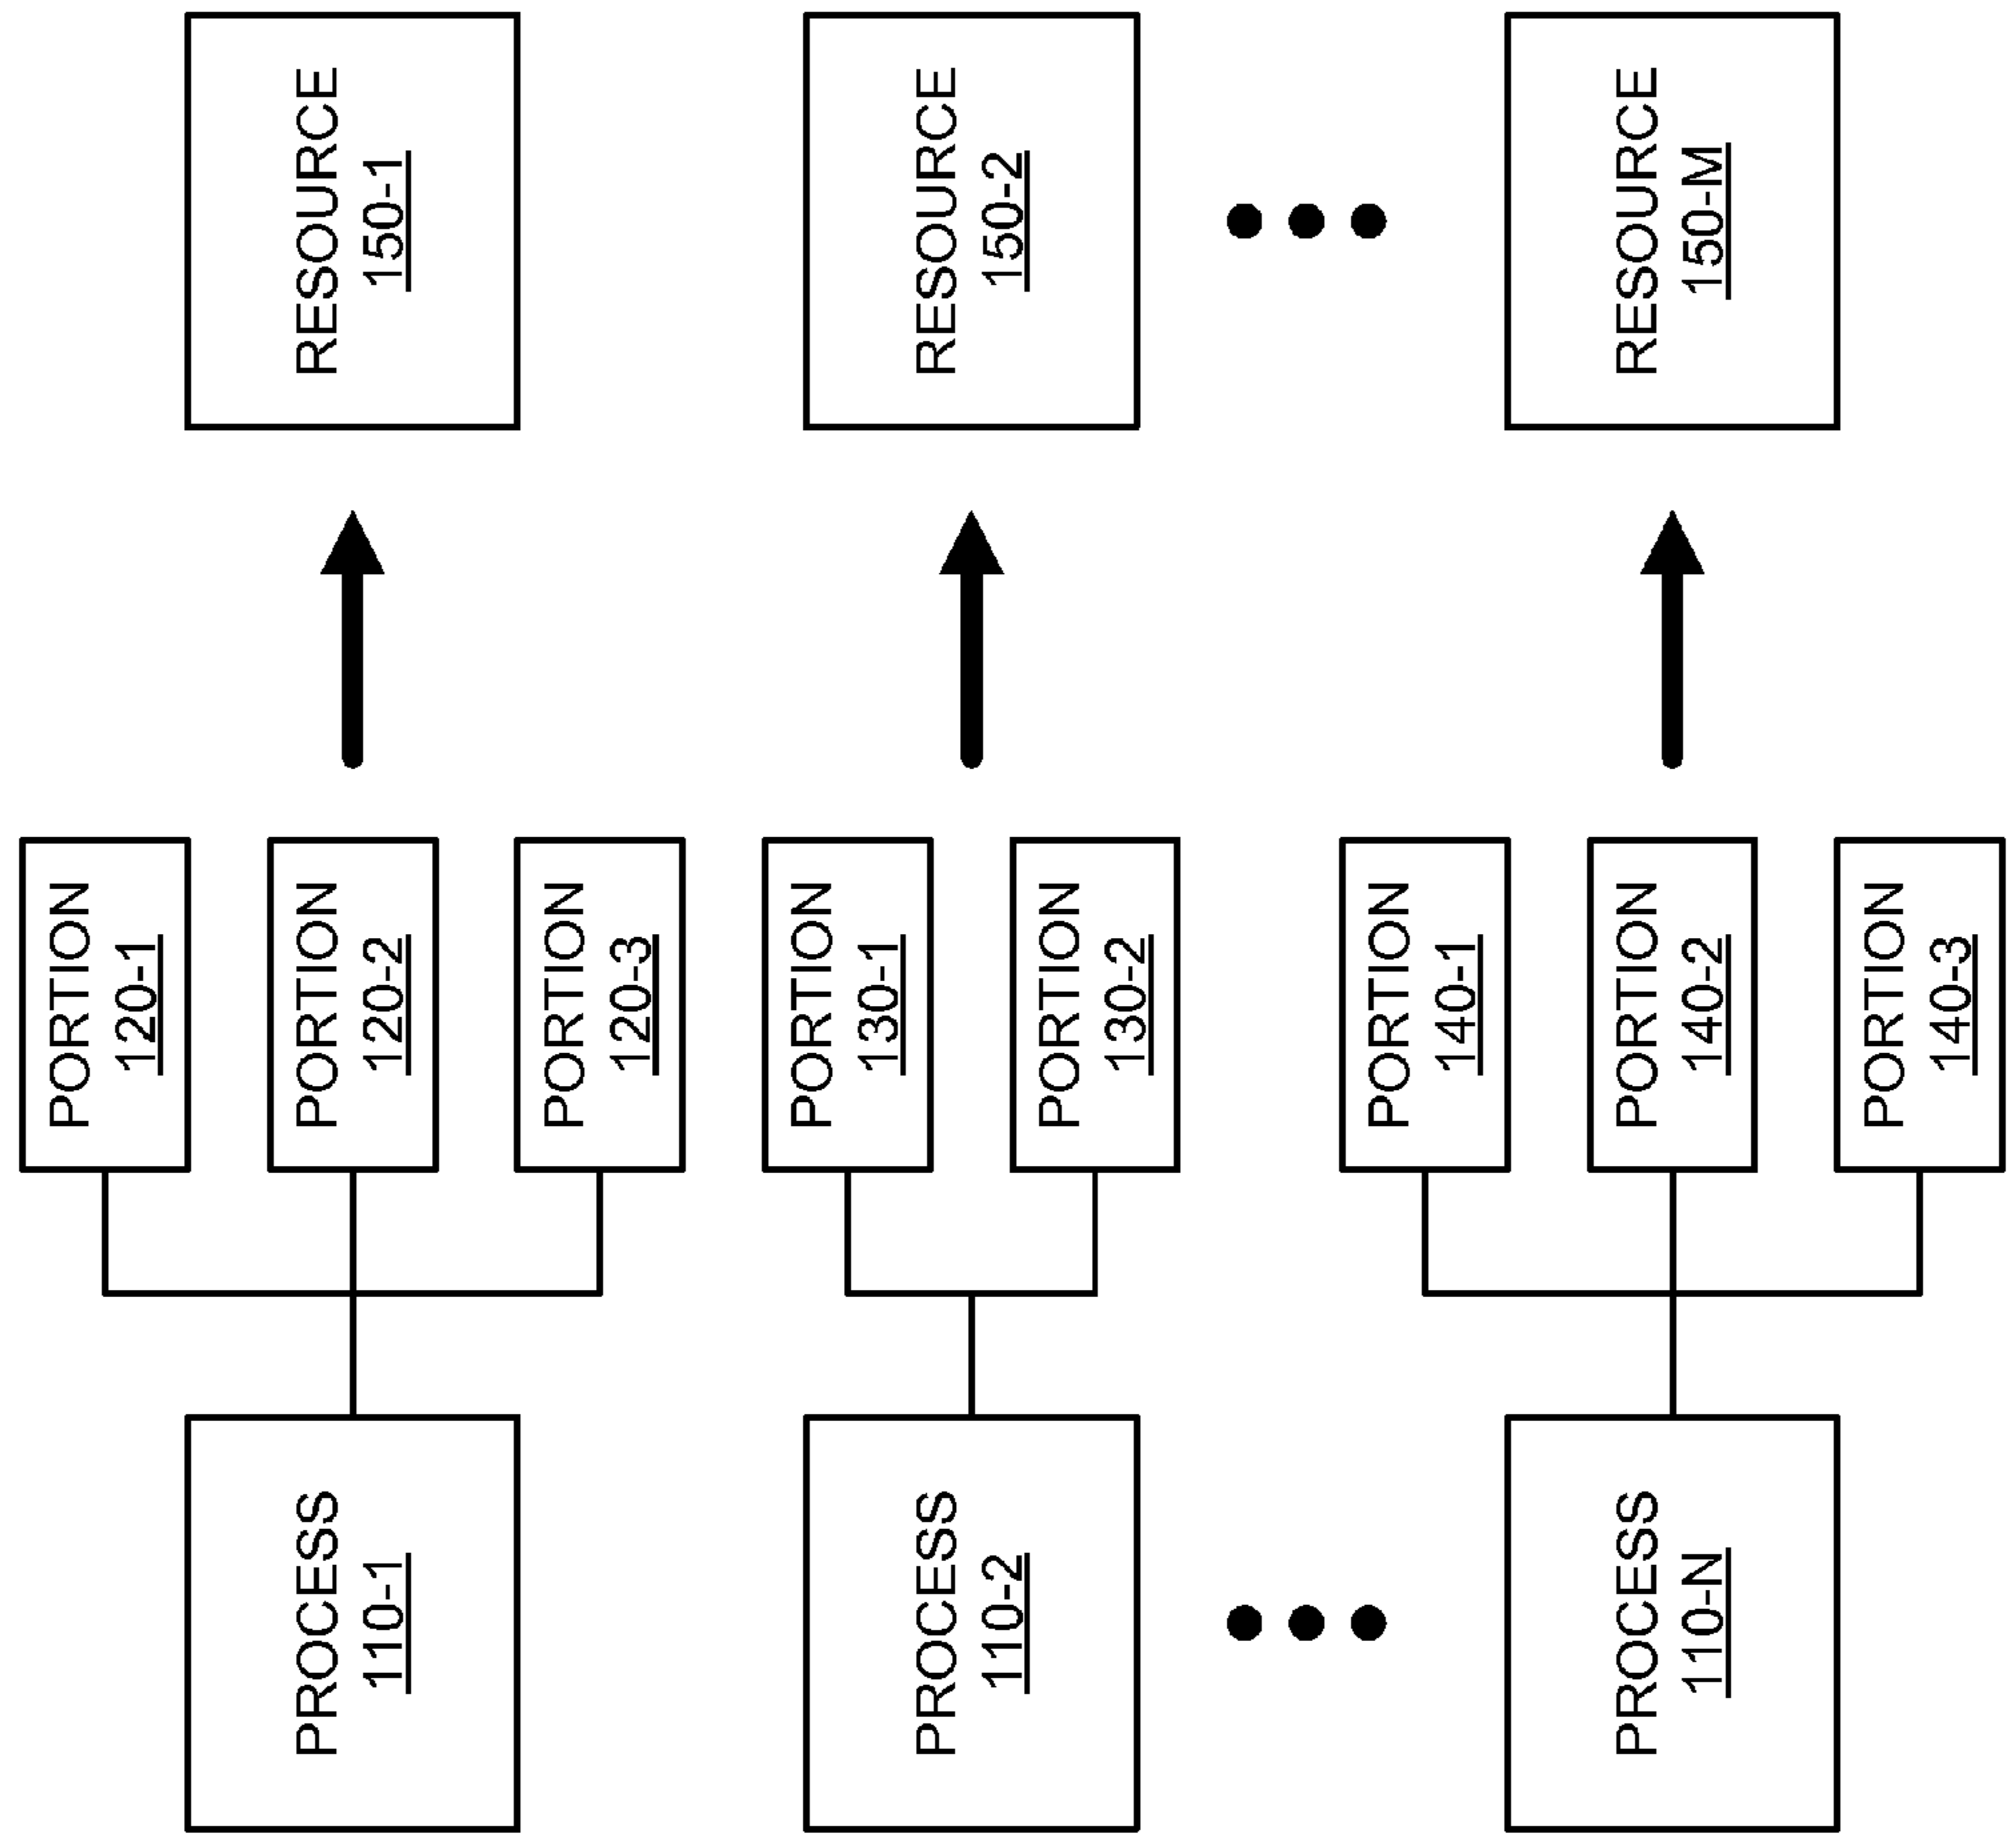 PROCESS
110-1
PORTION
120-1
PORTION
120-2
PORTION
120-3
RESOURCE
150-1
PROCESS
110-2
PORTION
130-1
PORTION
130-2
RESOURCE
150-2
PROCESS
110-N
PORTION
140-1
PORTION
140-2
PORTION
140-3
RESOURCE
150-M